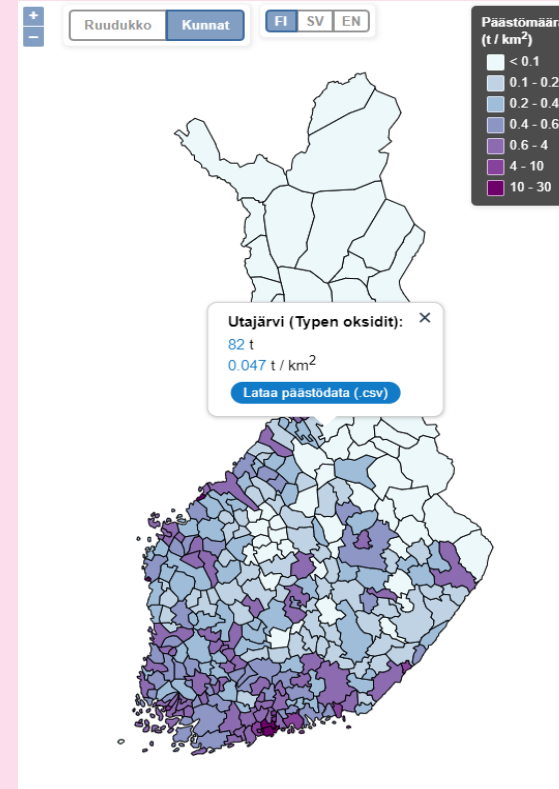 +
−
Ruudukko Kunnat
FI SV EN
Päästömäärä
(t / km²)
< 0.1
0.1 - 0.2
0.2 - 0.4
0.4 - 0.6
0.6 - 4
4 - 10
10 - 30
Utajärvi (Typen oksidit): ×
82 t
0.047 t / km²
Lataa päästödata (.csv)